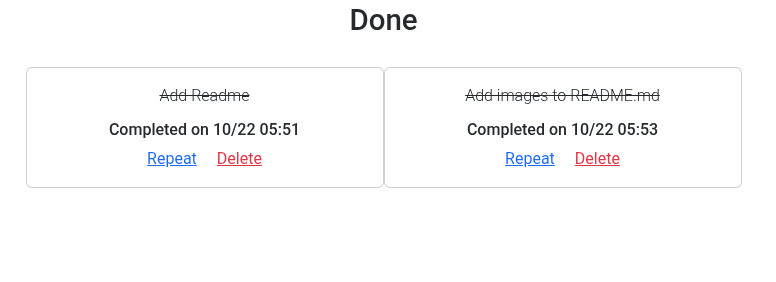 Done
Add Readme
Completed on 10/22 05:51
Repeat Delete
Add images to README.md
Completed on 10/22 05:53
Repeat Delete